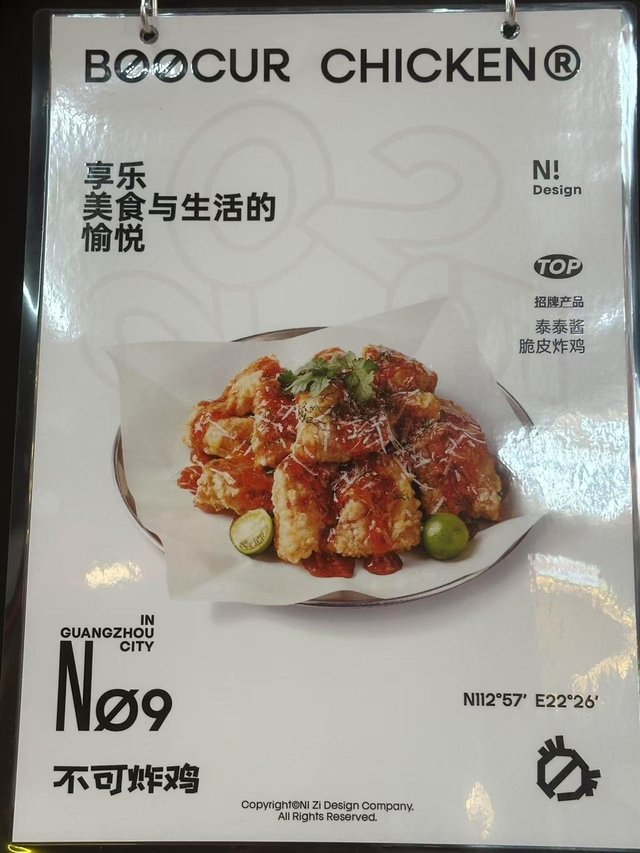 BØØCUR CHICKEN®
享乐
美食与生活的
愉悦
N!
Design
TOP
招牌产品
泰泰酱
脆皮炸鸡
IN
GUANGZHOU
CITY
NØ9
N112°57′ E22°26′
不可炸鸡
Copyright©NI Zi Design Company.
All Rights Reserved.